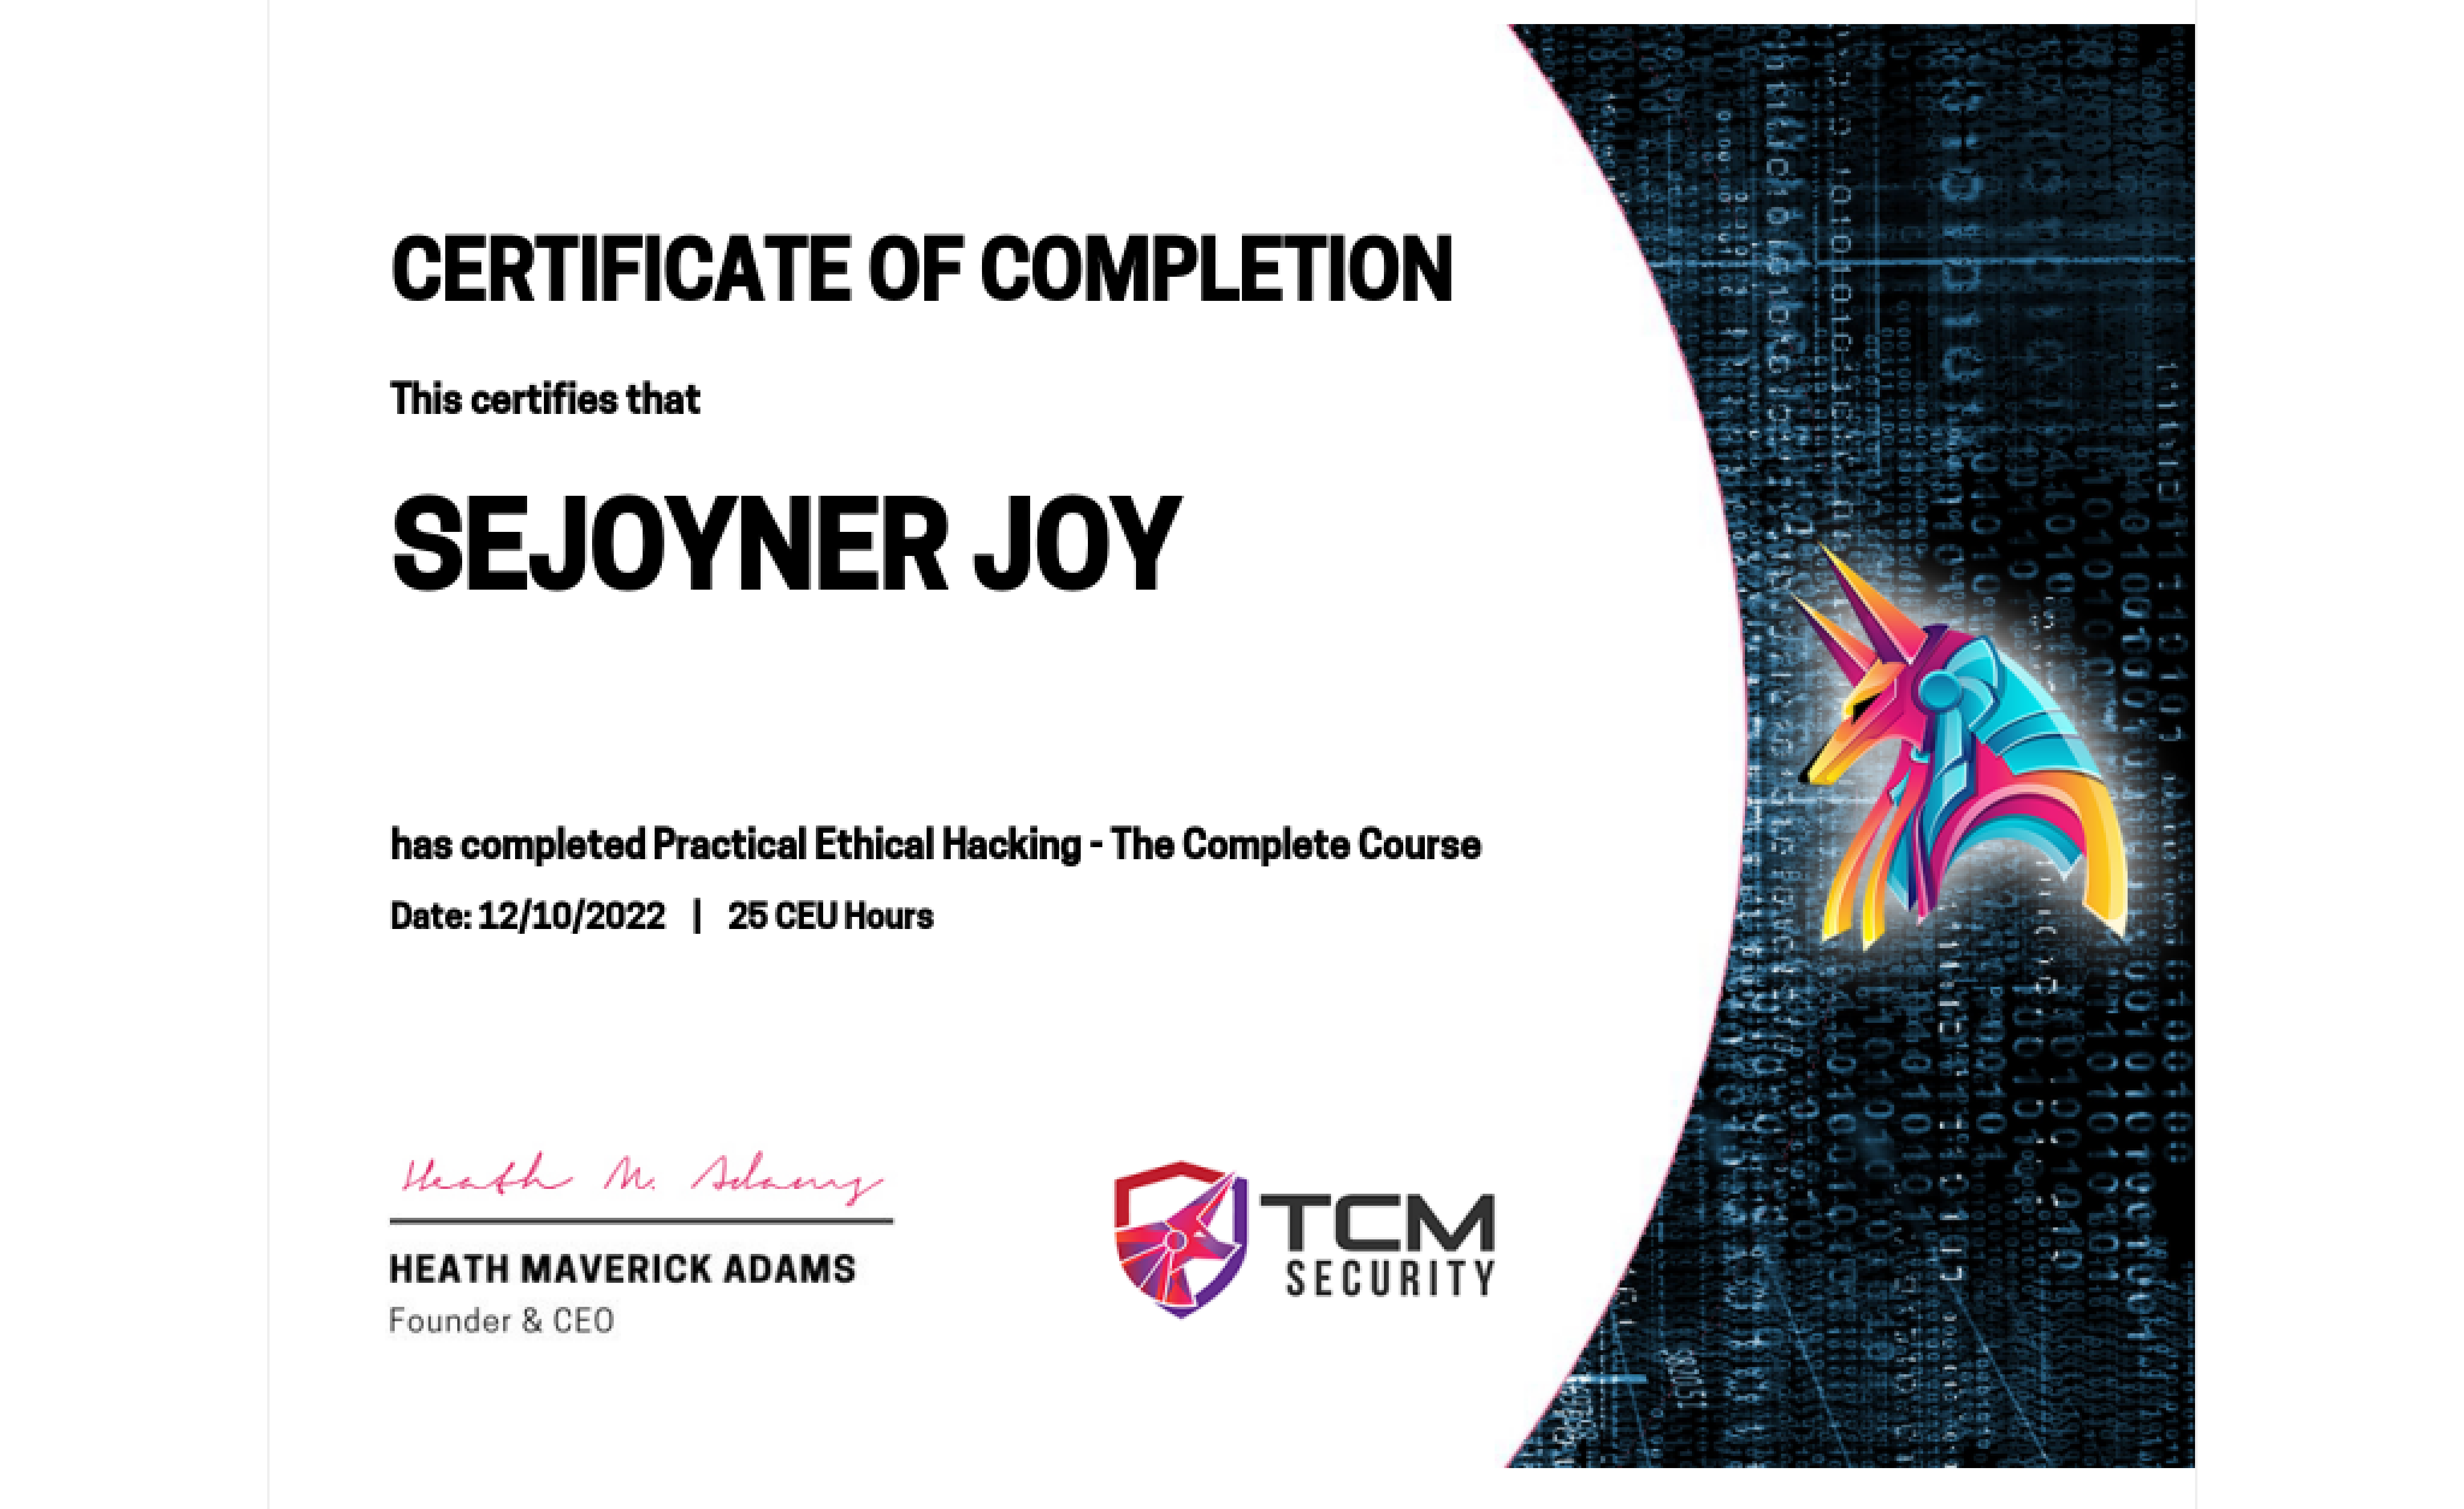 CERTIFICATE OF COMPLETION
This certifies that
SEJOYNER JOY
has completed Practical Ethical Hacking - The Complete Course
Date: 12/10/2022 | 25 CEU Hours
Heath M. Adams
HEATH MAVERICK ADAMS
Founder & CEO
TCM
SECURITY